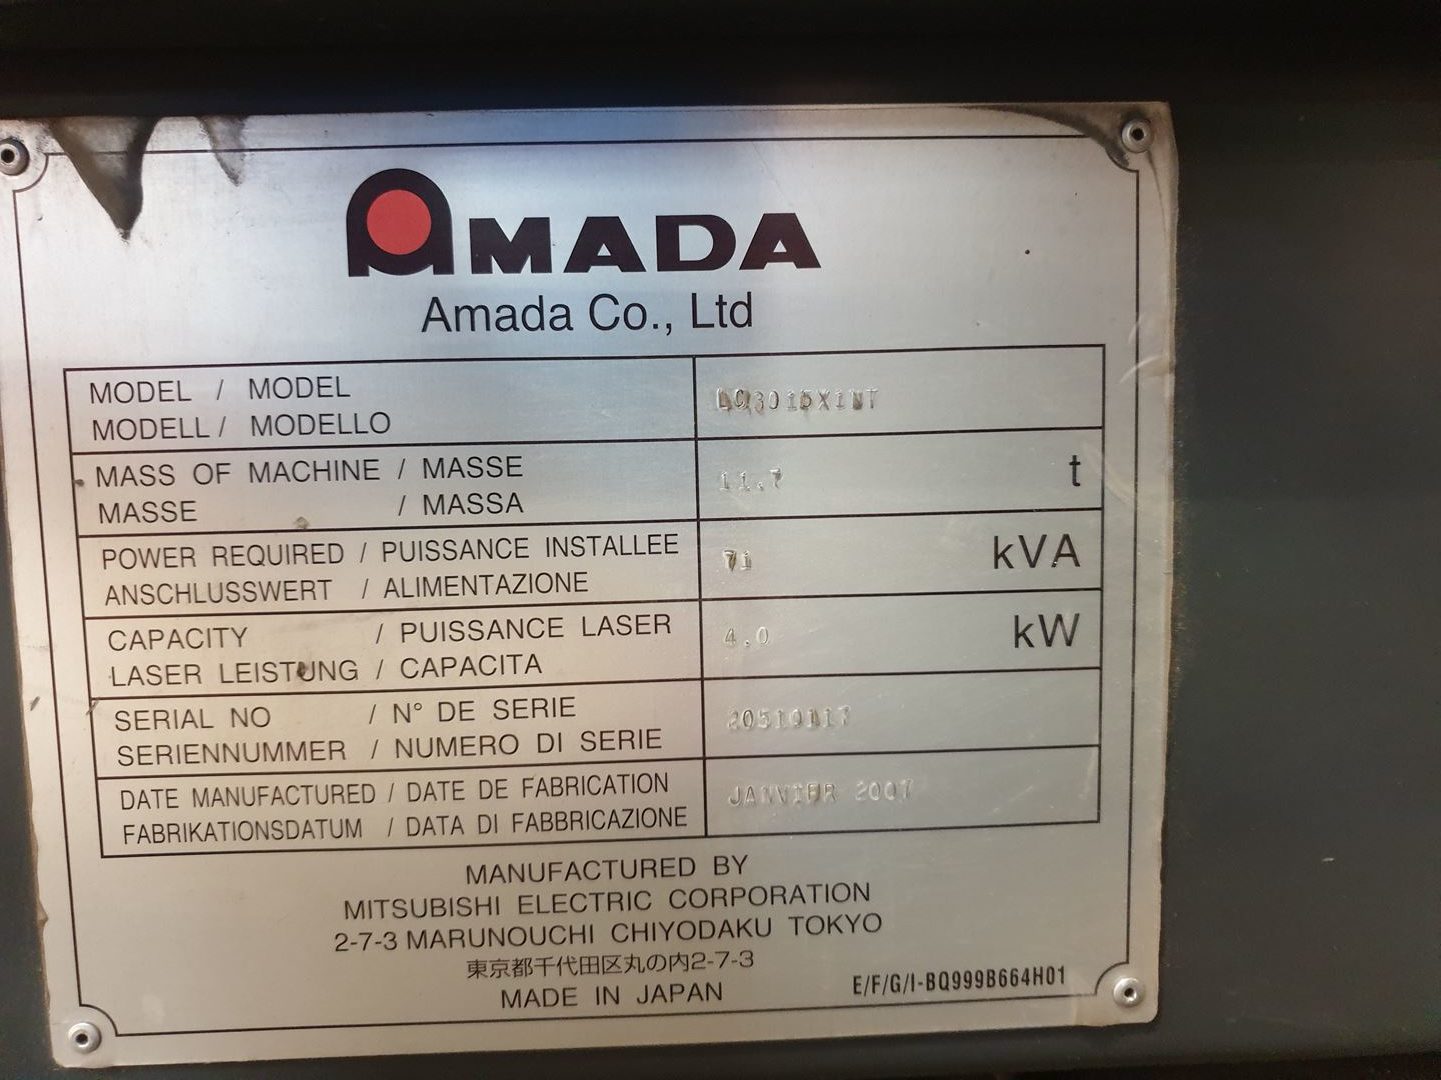 AMADA
Amada Co., Ltd
MODEL / MODEL
MODELL / MODELLO
LQ3015X1NT
MASS OF MACHINE / MASSE
MASSE / MASSA
11.7 t
POWER REQUIRED / PUISSANCE INSTALLEE
ANSCHLUSSWERT / ALIMENTAZIONE
71 kVA
CAPACITY / PUISSANCE LASER
LASER LEISTUNG / CAPACITA
4.0 kW
SERIAL NO / N° DE SERIE
SERIENNUMMER / NUMERO DI SERIE
20510117
DATE MANUFACTURED / DATE DE FABRICATION
FABRIKATIONSDATUM / DATA DI FABBRICAZIONE
JANVIER 2007
MANUFACTURED BY
MITSUBISHI ELECTRIC CORPORATION
2-7-3 MARUNOUCHI CHIYODAKU TOKYO
東京都千代田区丸の内2-7-3
MADE IN JAPAN
E/F/G/I-BQ999B664H01